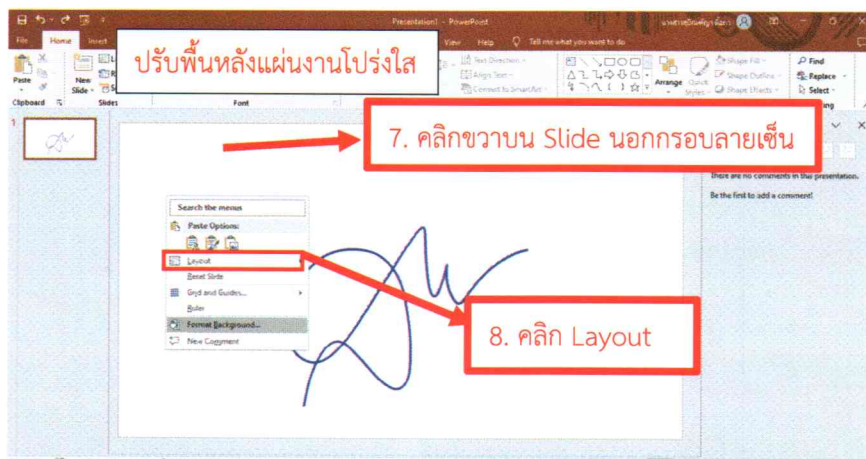 Presentation1 - PowerPoint
File Home Insert View Help Tell me what you want to do
ปรับพื้นหลังแผ่นงานโปร่งใส
Paste
New
Slide
Text Direction
Align Text
Convert to SmartArt
Arrange
Quick
Styles
Shape Fill
Shape Outline
Shape Effects
Find
Replace
Select
Clipboard Slides Font
7. คลิกขวาบน Slide นอกกรอบลายเซ็น
1
There are no comments in this presentation.
Be the first to add a comment!
Search the menus
Paste Options:
Layout
Reset Slide
Grid and Guides...
Ruler
Format Background...
New Comment
8. คลิก Layout